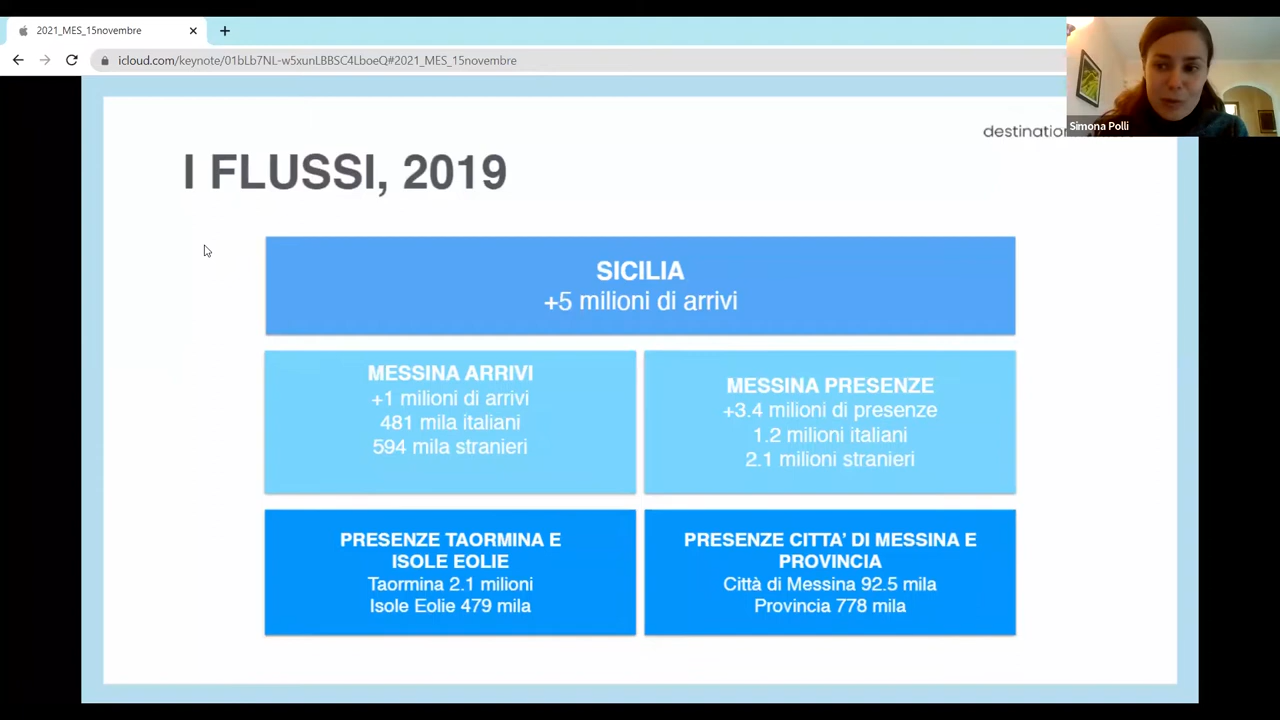 2021_MES_15novembre
icloud.com/keynote/01bLb7NL-w5xunLBBSC4LboeQ#2021_MES_15novembre
Simona Polli
destination
I FLUSSI, 2019
SICILIA
+5 milioni di arrivi
MESSINA ARRIVI
+1 milioni di arrivi
481 mila italiani
594 mila stranieri
MESSINA PRESENZE
+3.4 milioni di presenze
1.2 milioni italiani
2.1 milioni stranieri
PRESENZE TAORMINA E
ISOLE EOLIE
Taormina 2.1 milioni
Isole Eolie 479 mila
PRESENZE CITTA' DI MESSINA E
PROVINCIA
Città di Messina 92.5 mila
Provincia 778 mila